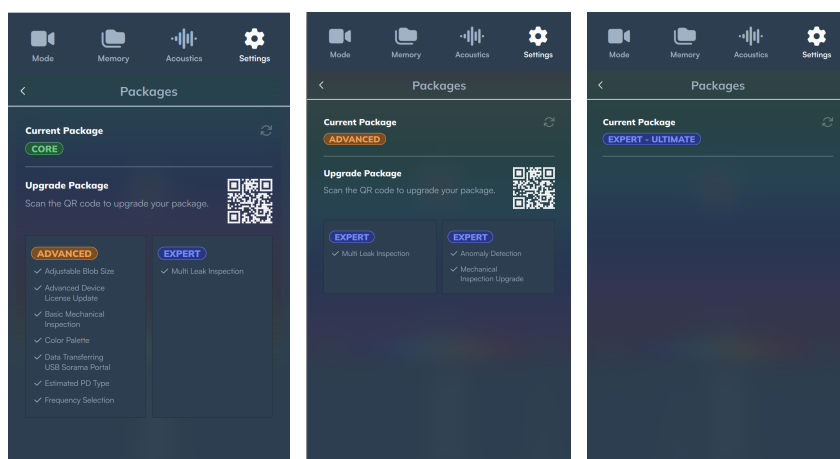 Mode Memory Acoustics Settings
Packages
Current Package
CORE
Upgrade Package
Scan the QR code to upgrade your package.
ADVANCED
Adjustable Blob Size
Advanced Device
License Update
Basic Mechanical
Inspection
Color Palette
Data Transferring
USB Sorama Portal
Estimated PD Type
Frequency Selection
EXPERT
Multi Leak Inspection
Mode Memory Acoustics Settings
Packages
Current Package
ADVANCED
Upgrade Package
Scan the QR code to upgrade your package.
EXPERT
Multi Leak Inspection
EXPERT
Anomaly Detection
Mechanical
Inspection Upgrade
Mode Memory Acoustics Settings
Packages
Current Package
EXPERT - ULTIMATE